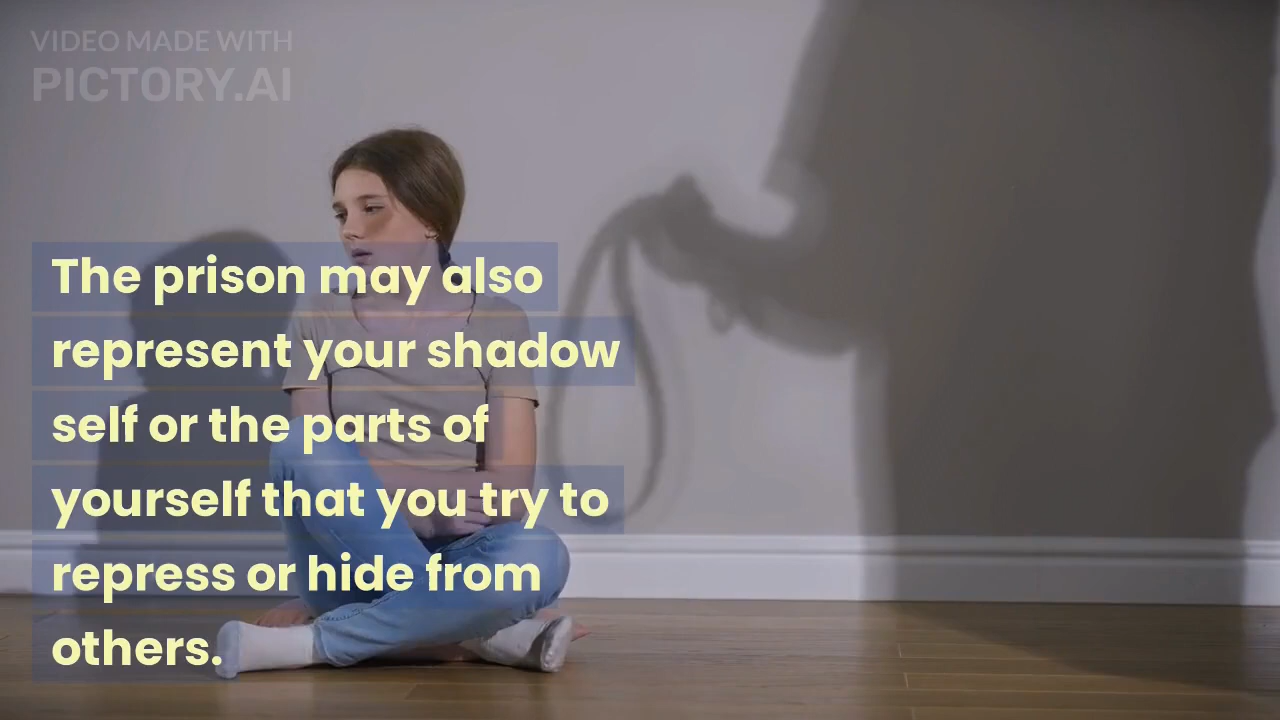 VIDEO MADE WITH
PICTORY.AI
The prison may also
represent your shadow
self or the parts of
yourself that you try to
repress or hide from
others.